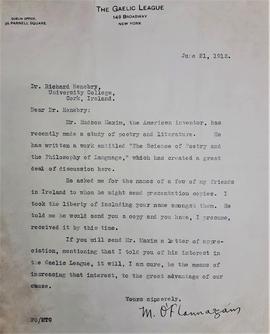 THE GAELIC LEAGUE
DUBLIN OFFICE,
25 PARNELL SQUARE.
149 BROADWAY
NEW YORK
June 21, 1912.
Dr. Richard Henebry,
University College,
Cork, Ireland.
Dear Dr. Henebry:
Mr. Hudson Maxim, the American inventor, has
recently made a study of poetry and literature. He
has written a work entitled "The Science of Poetry and
the Philosophy of Language," which has created a great
deal of discussion here.
He asked me for the names of a few of my friends
in Ireland to whom he might send presentation copies. I
took the liberty of including your name amongst them. He
told me he would send you a copy and you have, I presume,
received it by this time.
If you will send Mr. Maxim a letter of appre-
ciation, mentioning that I told you of his interest in
the Gaelic League, it will, I am sure, be the means of
increasing that interest, to the great advantage of our
cause.
Yours sincerely,
M. O'Flannagáin
FO/MTG